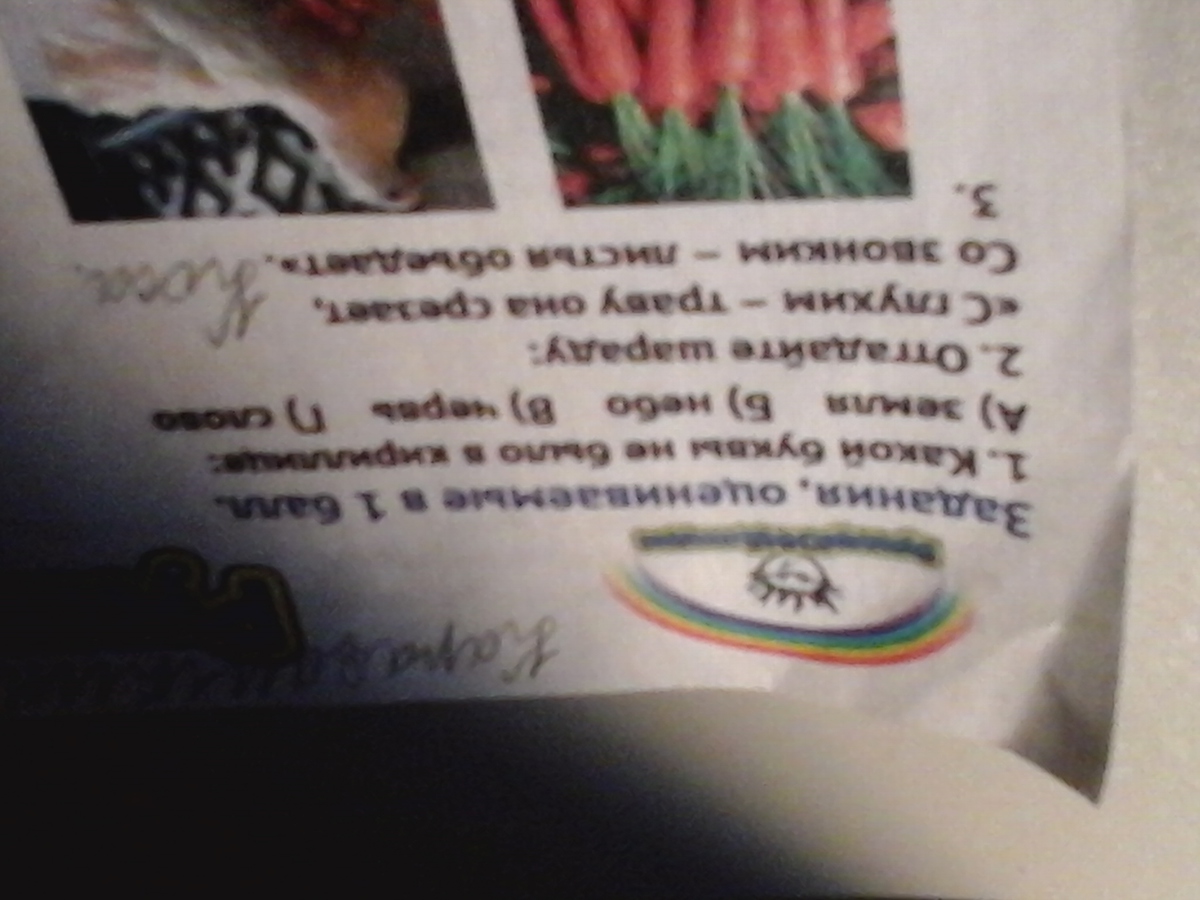 Задания, оцениваемые в 1 балл.
1. Какой буквы не было в кириллице:
А) земля Б) небо В) червь Г) слово
2. Отгадайте шараду:
«С глухим – траву она срезает,
Со звонким – листья объедает». Коса.
3.